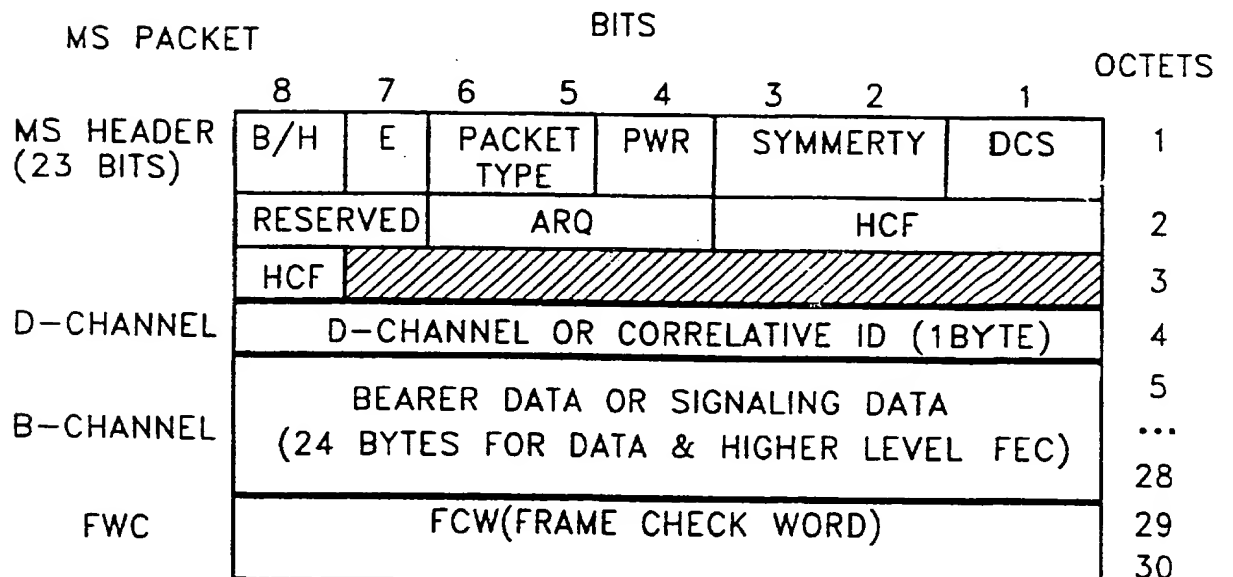 MS PACKET
BITS
OCTETS
8 7 6 5 4 3 2 1
MS HEADER
(23 BITS)
B/H E PACKET TYPE PWR SYMMERTY DCS 1
RESERVED ARQ HCF 2
HCF 3
D-CHANNEL D-CHANNEL OR CORRELATIVE ID (1BYTE) 4
B-CHANNEL
BEARER DATA OR SIGNALING DATA 5
(24 BYTES FOR DATA & HIGHER LEVEL FEC) ...
28
FWC FCW(FRAME CHECK WORD) 29
30